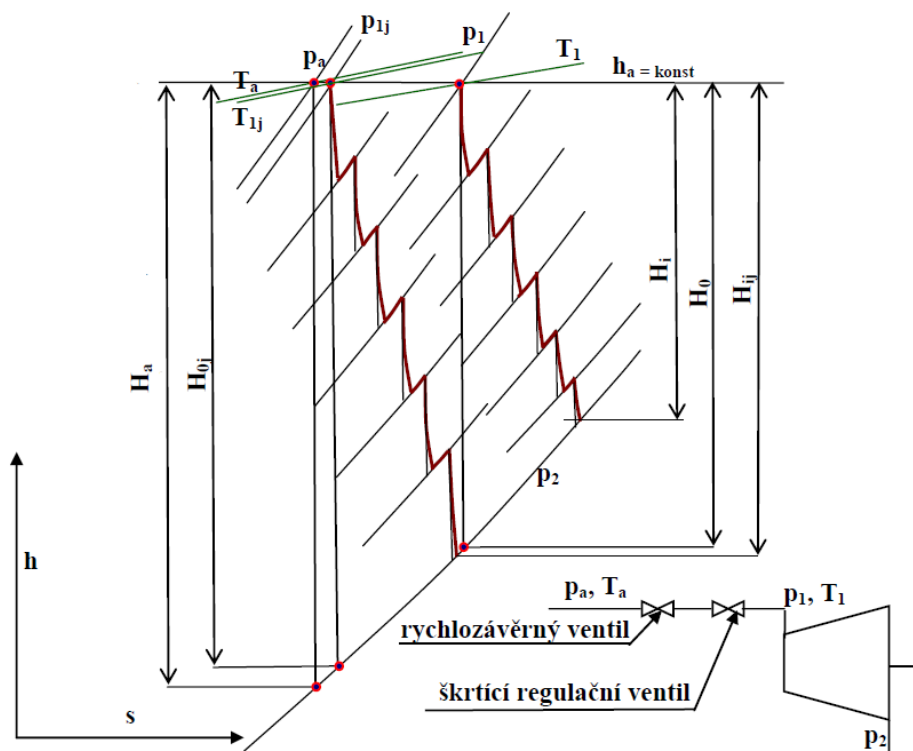 p1j
pa
p1
T1
ha = konst
Ta
T1j
Ha
H0j
Hi
H0
Hij
p2
h
s
pa, Ta
p1, T1
rychlozávěrný ventil
škrtící regulační ventil
p2